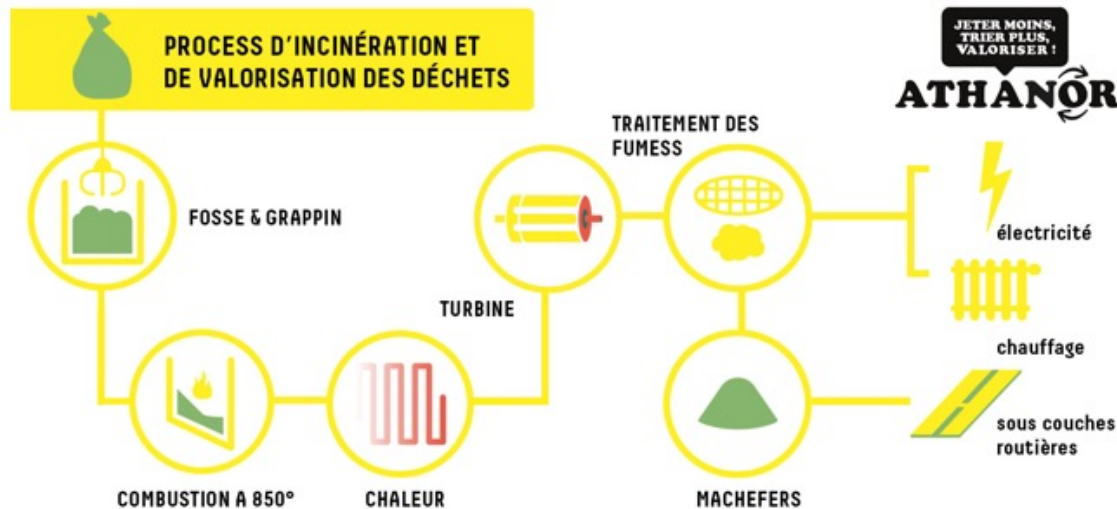 PROCESS D'INCINÉRATION ET
DE VALORISATION DES DÉCHETS
JETER MOINS,
TRIER PLUS,
VALORISER !
ATHANOR
TRAITEMENT DES
FUMESS
FOSSE & GRAPPIN
électricité
TURBINE
chauffage
sous couches
routières
COMBUSTION A 850°
CHALEUR
MACHEFERS